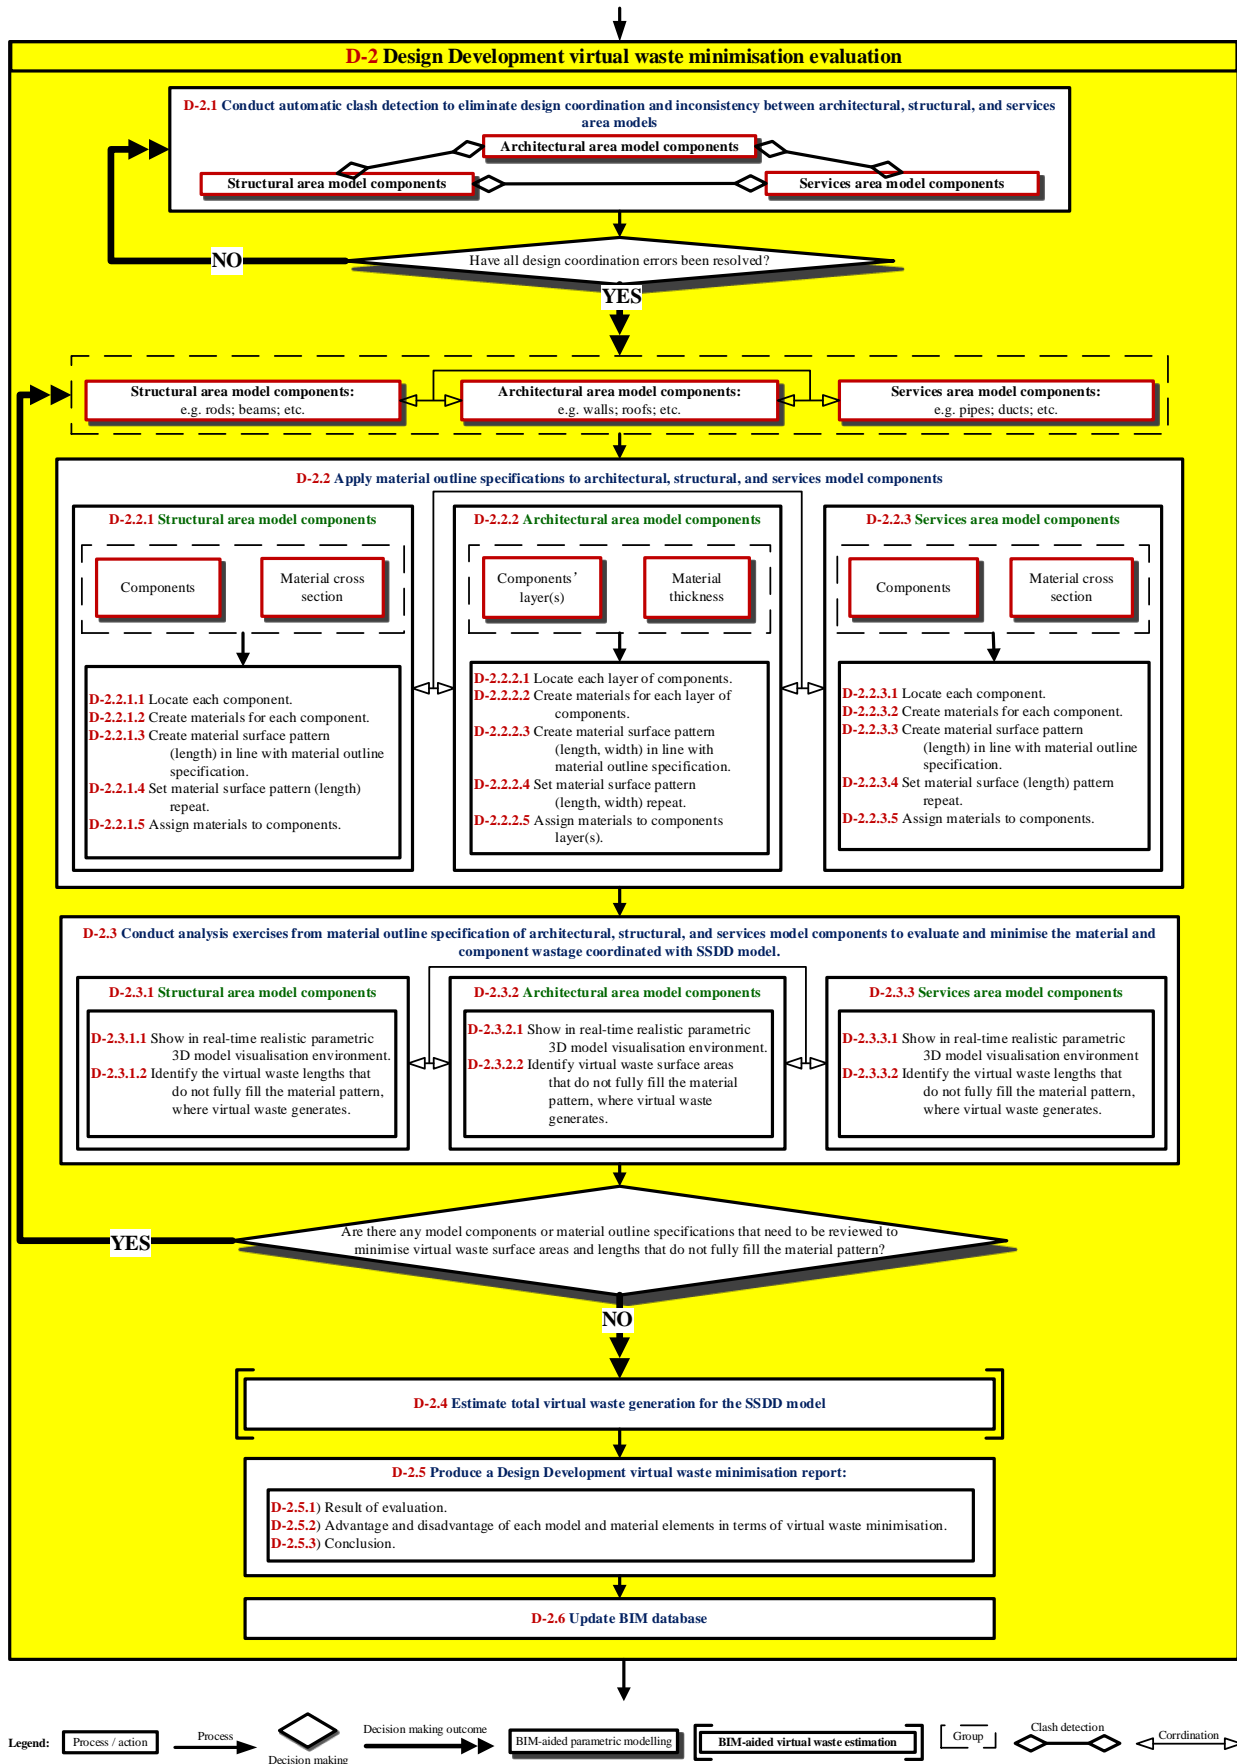 D-2 Design Development virtual waste minimisation evaluation
D-2.1 Conduct automatic clash detection to eliminate design coordination and inconsistency between architectural, structural, and services
area models
Architectural area model components
Structural area model components
Services area model components
Have all design coordination errors been resolved?
NO
YES
Structural area model components:
e.g. rods; beams; etc.
Architectural area model components:
e.g. walls; roofs; etc.
Services area model components:
e.g. pipes; ducts; etc.
D-2.2 Apply material outline specifications to architectural, structural, and services model components
D-2.2.1 Structural area model components
Components
Material cross
section
D-2.2.1.1 Locate each component.
D-2.2.1.2 Create materials for each component.
D-2.2.1.3 Create material surface pattern
(length) in line with material outline
specification.
D-2.2.1.4 Set material surface pattern (length)
repeat.
D-2.2.1.5 Assign materials to components.
D-2.2.2 Architectural area model components
Components’
layer(s)
Material
thickness
D-2.2.2.1 Locate each layer of components.
D-2.2.2.2 Create materials for each layer of
components.
D-2.2.2.3 Create material surface pattern
(length, width) in line with
material outline specification.
D-2.2.2.4 Set material surface pattern
(length, width) repeat.
D-2.2.2.5 Assign materials to components
layer(s).
D-2.2.3 Services area model components
Components
Material cross
section
D-2.2.3.1 Locate each component.
D-2.2.3.2 Create materials for each component.
D-2.2.3.3 Create material surface pattern
(length) in line with material outline
specification.
D-2.2.3.4 Set material surface (length) pattern
repeat.
D-2.2.3.5 Assign materials to components.
D-2.3 Conduct analysis exercises from material outline specification of architectural, structural, and services model components to evaluate and minimise the material and
component wastage coordinated with SSDD model.
D-2.3.1 Structural area model components
D-2.3.1.1 Show in real-time realistic parametric
3D model visualisation environment.
D-2.3.1.2 Identify the virtual waste lengths that
do not fully fill the material pattern,
where virtual waste generates.
D-2.3.2 Architectural area model components
D-2.3.2.1 Show in real-time realistic parametric
3D model visualisation environment.
D-2.3.2.2 Identify virtual waste surface areas
that do not fully fill the material
pattern, where virtual waste
generates.
D-2.3.3 Services area model components
D-2.3.3.1 Show in real-time realistic parametric
3D model visualisation environment
D-2.3.3.2 Identify the virtual waste lengths that
do not fully fill the material pattern,
where virtual waste generates.
Are there any model components or material outline specifications that need to be reviewed to
minimise virtual waste surface areas and lengths that do not fully fill the material pattern?
YES
NO
D-2.4 Estimate total virtual waste generation for the SSDD model
D-2.5 Produce a Design Development virtual waste minimisation report:
D-2.5.1) Result of evaluation.
D-2.5.2) Advantage and disadvantage of each model and material elements in terms of virtual waste minimisation.
D-2.5.3) Conclusion.
D-2.6 Update BIM database
Legend:
Process / action
Process
Decision making
Decision making outcome
BIM-aided parametric modelling
BIM-aided virtual waste estimation
Group
Clash detection
Corrdination